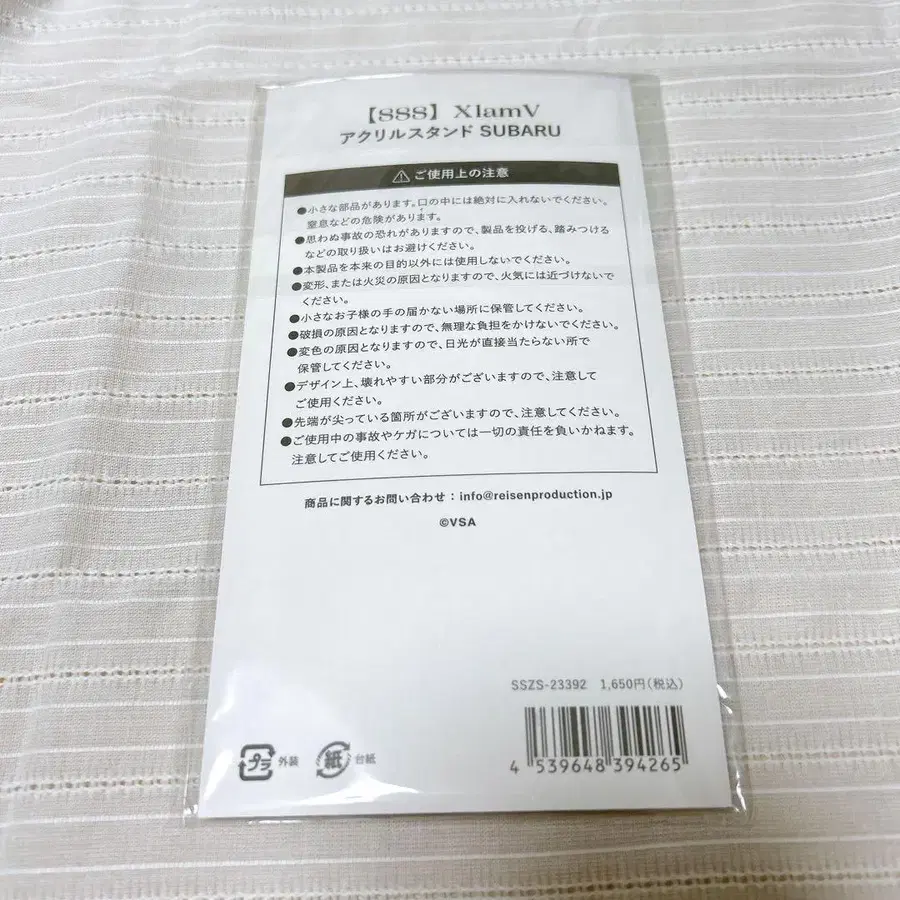 【888】XlamV
アクリルスタンド SUBARU
ご使用上の注意
●小さな部品があります。口の中には絶対に入れないでください。
窒息などの危険があります。
●思わぬ事故の恐れがありますので、製品を投げる、踏みつける
などの取り扱いはお避けください。
●本製品を本来の目的以外には使用しないでください。
●変形、または火災の原因となりますので、火気には近づけないで
ください。
●小さなお子様の手の届かない場所に保管してください。
●破損の原因となりますので、無理な負担をかけないでください。
●変色の原因となりますので、日光が直接当たらない所で
保管してください。
●デザイン上、壊れやすい部分がございますので、注意して
ご使用ください。
●先端が尖っている箇所がございますので、注意してください。
●ご使用中の事故やケガについては一切の責任を負いかねます。
注意してご使用ください。
商品に関するお問い合わせ：info@reisenproduction.jp
©VSA
SSZS-23392 1,650円(税込)
プラ 外装 紙 台紙
4 539648 394265